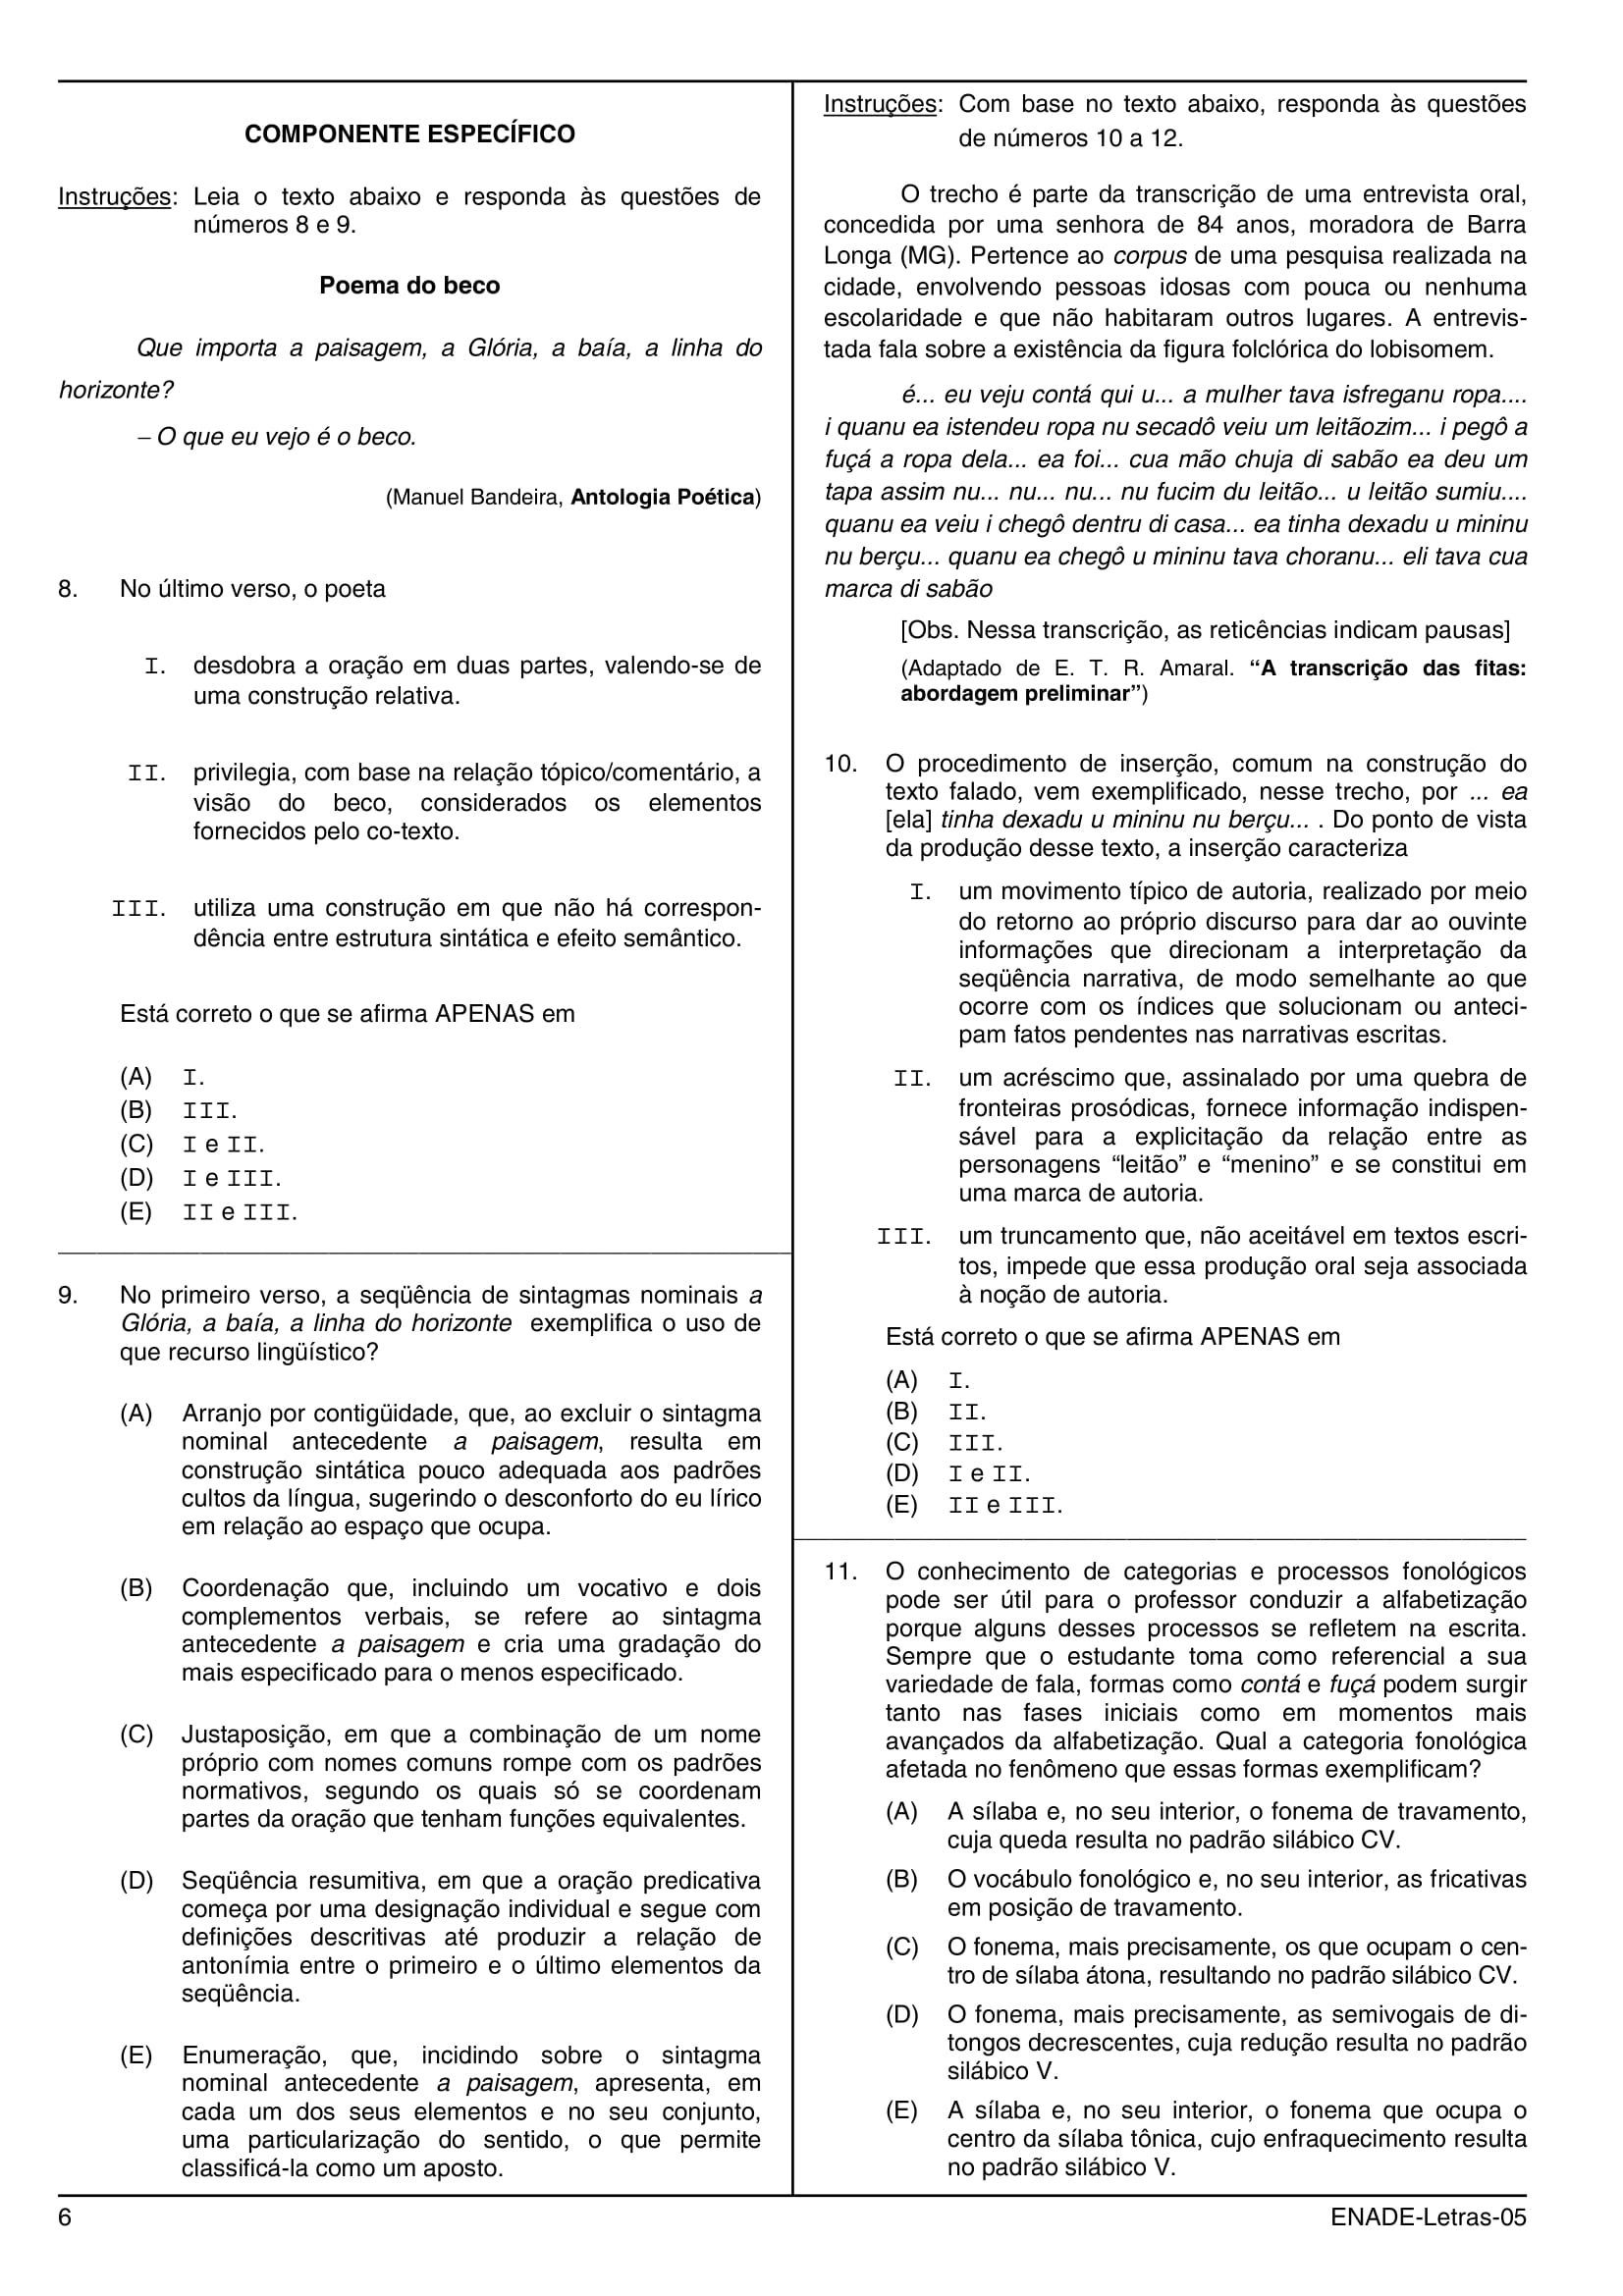 COMPONENTE ESPECÍFICO
Instruções: Leia o texto abaixo e responda às questões de
números 8 e 9.
Poema do beco
Que importa a paisagem, a Glória, a baía, a linha do
horizonte?
– O que eu vejo é o beco.
(Manuel Bandeira, Antologia Poética)
8. No último verso, o poeta
I. desdobra a oração em duas partes, valendo-se de
uma construção relativa.
II. privilegia, com base na relação tópico/comentário, a
visão do beco, considerados os elementos
fornecidos pelo co-texto.
III. utiliza uma construção em que não há correspon-
dência entre estrutura sintática e efeito semântico.
Está correto o que se afirma APENAS em
(A) I.
(B) III.
(C) I e II.
(D) I e III.
(E) II e III.
9. No primeiro verso, a seqüência de sintagmas nominais a
Glória, a baía, a linha do horizonte exemplifica o uso de
que recurso lingüístico?
(A) Arranjo por contigüidade, que, ao excluir o sintagma
nominal antecedente a paisagem, resulta em
construção sintática pouco adequada aos padrões
cultos da língua, sugerindo o desconforto do eu lírico
em relação ao espaço que ocupa.
(B) Coordenação que, incluindo um vocativo e dois
complementos verbais, se refere ao sintagma
antecedente a paisagem e cria uma gradação do
mais especificado para o menos especificado.
(C) Justaposição, em que a combinação de um nome
próprio com nomes comuns rompe com os padrões
normativos, segundo os quais só se coordenam
partes da oração que tenham funções equivalentes.
(D) Seqüência resumitiva, em que a oração predicativa
começa por uma designação individual e segue com
definições descritivas até produzir a relação de
antonímia entre o primeiro e o último elementos da
seqüência.
(E) Enumeração, que, incidindo sobre o sintagma
nominal antecedente a paisagem, apresenta, em
cada um dos seus elementos e no seu conjunto,
uma particularização do sentido, o que permite
classificá-la como um aposto.
Instruções: Com base no texto abaixo, responda às questões
de números 10 a 12.
O trecho é parte da transcrição de uma entrevista oral,
concedida por uma senhora de 84 anos, moradora de Barra
Longa (MG). Pertence ao corpus de uma pesquisa realizada na
cidade, envolvendo pessoas idosas com pouca ou nenhuma
escolaridade e que não habitaram outros lugares. A entrevis-
tada fala sobre a existência da figura folclórica do lobisomem.
é... eu veju contá qui u... a mulher tava isfreganu ropa....
i quanu ea istendeu ropa nu secadô veiu um leitãozim... i pegô a
fuçá a ropa dela... ea foi... cua mão chuja di sabão ea deu um
tapa assim nu... nu... nu... nu fucim du leitão... u leitão sumiu....
quanu ea veiu i chegô dentru di casa... ea tinha dexadu u mininu
nu berçu... quanu ea chegô u mininu tava choranu... eli tava cua
marca di sabão
[Obs. Nessa transcrição, as reticências indicam pausas]
(Adaptado de E. T. R. Amaral. “A transcrição das fitas:
abordagem preliminar”)
10. O procedimento de inserção, comum na construção do
texto falado, vem exemplificado, nesse trecho, por ... ea
[ela] tinha dexadu u mininu nu berçu... . Do ponto de vista
da produção desse texto, a inserção caracteriza
I. um movimento típico de autoria, realizado por meio
do retorno ao próprio discurso para dar ao ouvinte
informações que direcionam a interpretação da
seqüência narrativa, de modo semelhante ao que
ocorre com os índices que solucionam ou anteci-
pam fatos pendentes nas narrativas escritas.
II. um acréscimo que, assinalado por uma quebra de
fronteiras prosódicas, fornece informação indispen-
sável para a explicitação da relação entre as
personagens “leitão” e “menino” e se constitui em
uma marca de autoria.
III. um truncamento que, não aceitável em textos escri-
tos, impede que essa produção oral seja associada
à noção de autoria.
Está correto o que se afirma APENAS em
(A) I.
(B) II.
(C) III.
(D) I e II.
(E) II e III.
11. O conhecimento de categorias e processos fonológicos
pode ser útil para o professor conduzir a alfabetização
porque alguns desses processos se refletem na escrita.
Sempre que o estudante toma como referencial a sua
variedade de fala, formas como contá e fuçá podem surgir
tanto nas fases iniciais como em momentos mais
avançados da alfabetização. Qual a categoria fonológica
afetada no fenômeno que essas formas exemplificam?
(A) A sílaba e, no seu interior, o fonema de travamento,
cuja queda resulta no padrão silábico CV.
(B) O vocábulo fonológico e, no seu interior, as fricativas
em posição de travamento.
(C) O fonema, mais precisamente, os que ocupam o cen-
tro de sílaba átona, resultando no padrão silábico CV.
(D) O fonema, mais precisamente, as semivogais de di-
tongos decrescentes, cuja redução resulta no padrão
silábico V.
(E) A sílaba e, no seu interior, o fonema que ocupa o
centro da sílaba tônica, cujo enfraquecimento resulta
no padrão silábico V.
6
ENADE-Letras-05